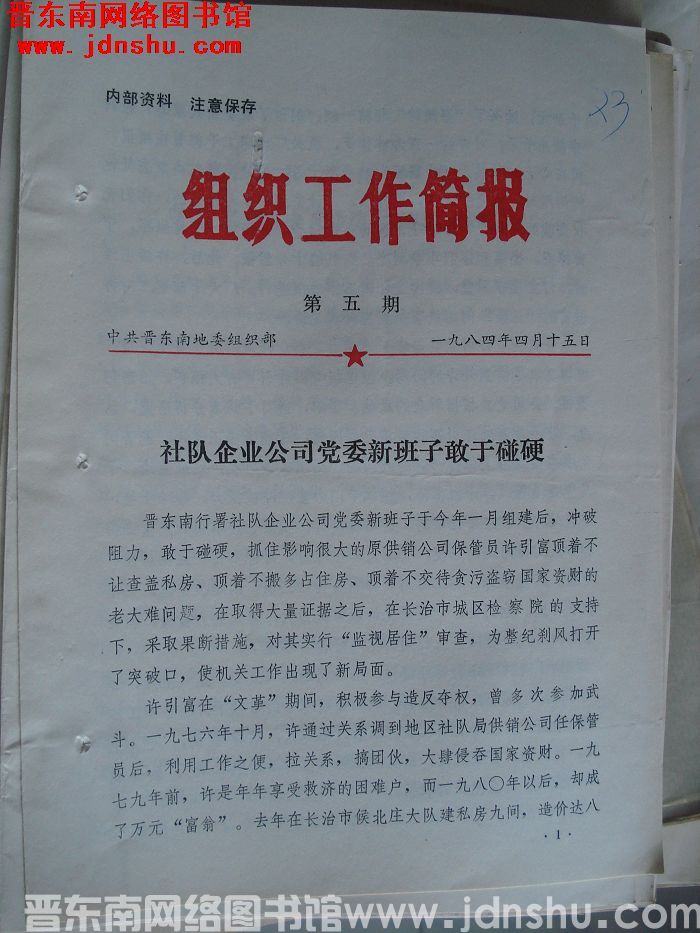 晋东南网络图书馆
www.jdnshu.com
内部资料 注意保存
23
组织工作简报
第五期
中共晋东南地委组织部 一九八四年四月十五日
社队企业公司党委新班子敢于碰硬
晋东南行署社队企业公司党委新班子于今年一月组建后，冲破
阻力，敢于碰硬，抓住影响很大的原供销公司保管员许引富顶着不
让查盖私房、顶着不搬多占住房、顶着不交待贪污盗窃国家资财的
老大难问题，在取得大量证据之后，在长治市城区检察院的支持
下，采取果断措施，对其实行“监视居住”审查，为整纪刹风打开
了突破口，使机关工作出现了新局面。
许引富在“文革”期间，积极参与造反夺权，曾多次参加武
斗。一九七六年十月，许通过关系调到地区社队局供销公司任保管
员后，利用工作之便，拉关系，搞团伙，大肆侵吞国家资财。一九
七九年前，许是年年享受救济的困难户，而一九八〇年以后，却成
了万元“富翁”。去年在长治市候北庄大队建私房九间，造价达八
·1·
晋东南网络图书馆www.jdnshu.com